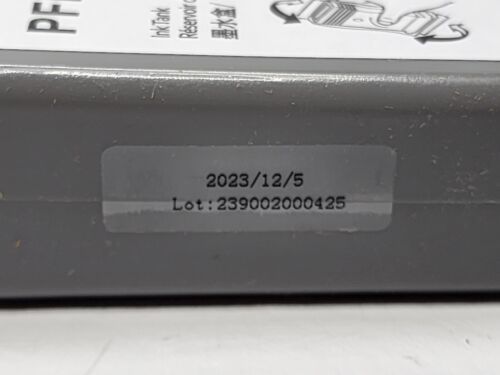 PF
Ink Tank
Réservoir d
墨水盒
2023/12/5
Lot:239002000425